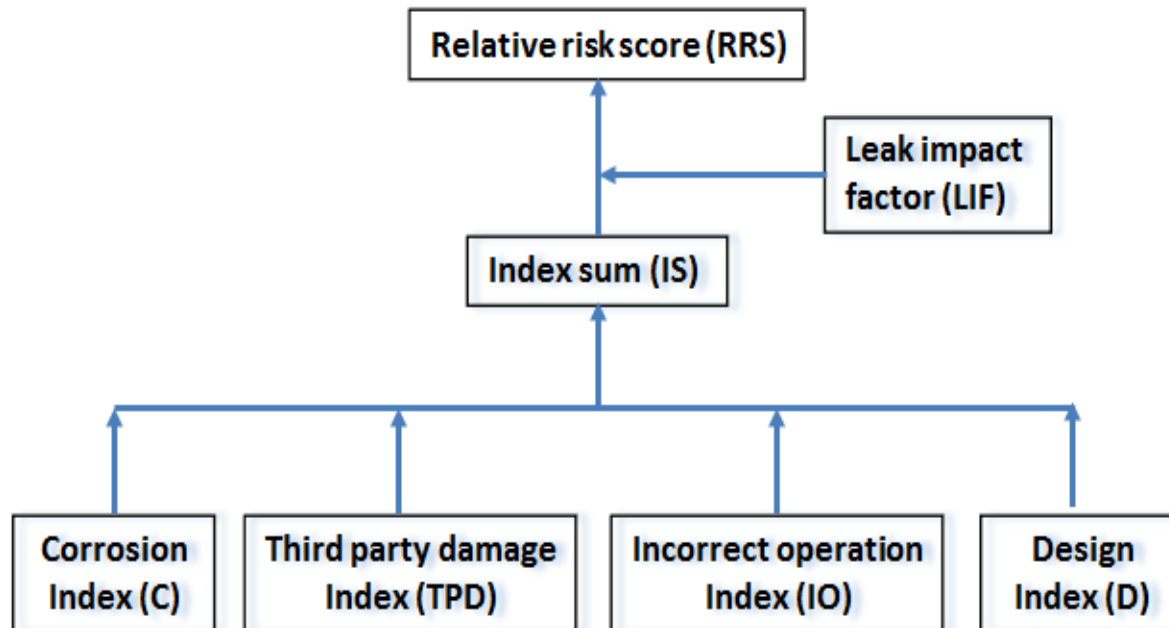 Relative risk score (RRS)
Leak impact
factor (LIF)
Index sum (IS)
Corrosion
Index (C)
Third party damage
Index (TPD)
Incorrect operation
Index (IO)
Design
Index (D)